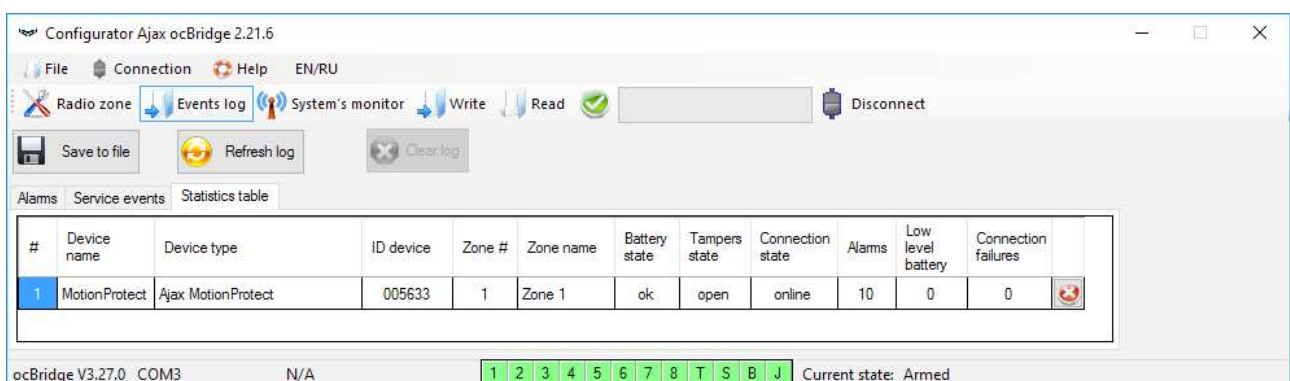 Configurator Ajax ocBridge 2.21.6
File Connection Help EN/RU
Radio zone Events log System's monitor Write Read Disconnect
Save to file Refresh log Clear log
Alarms Service events Statistics table
# Device name Device type ID device Zone # Zone name Battery state Tampers state Connection state Alarms Low level battery Connection failures
1 MotionProtect Ajax MotionProtect 005633 1 Zone 1 ok open online 10 0 0
ocBridge V3.27.0 COM3 N/A 1 2 3 4 5 6 7 8 T S B J Current state: Armed